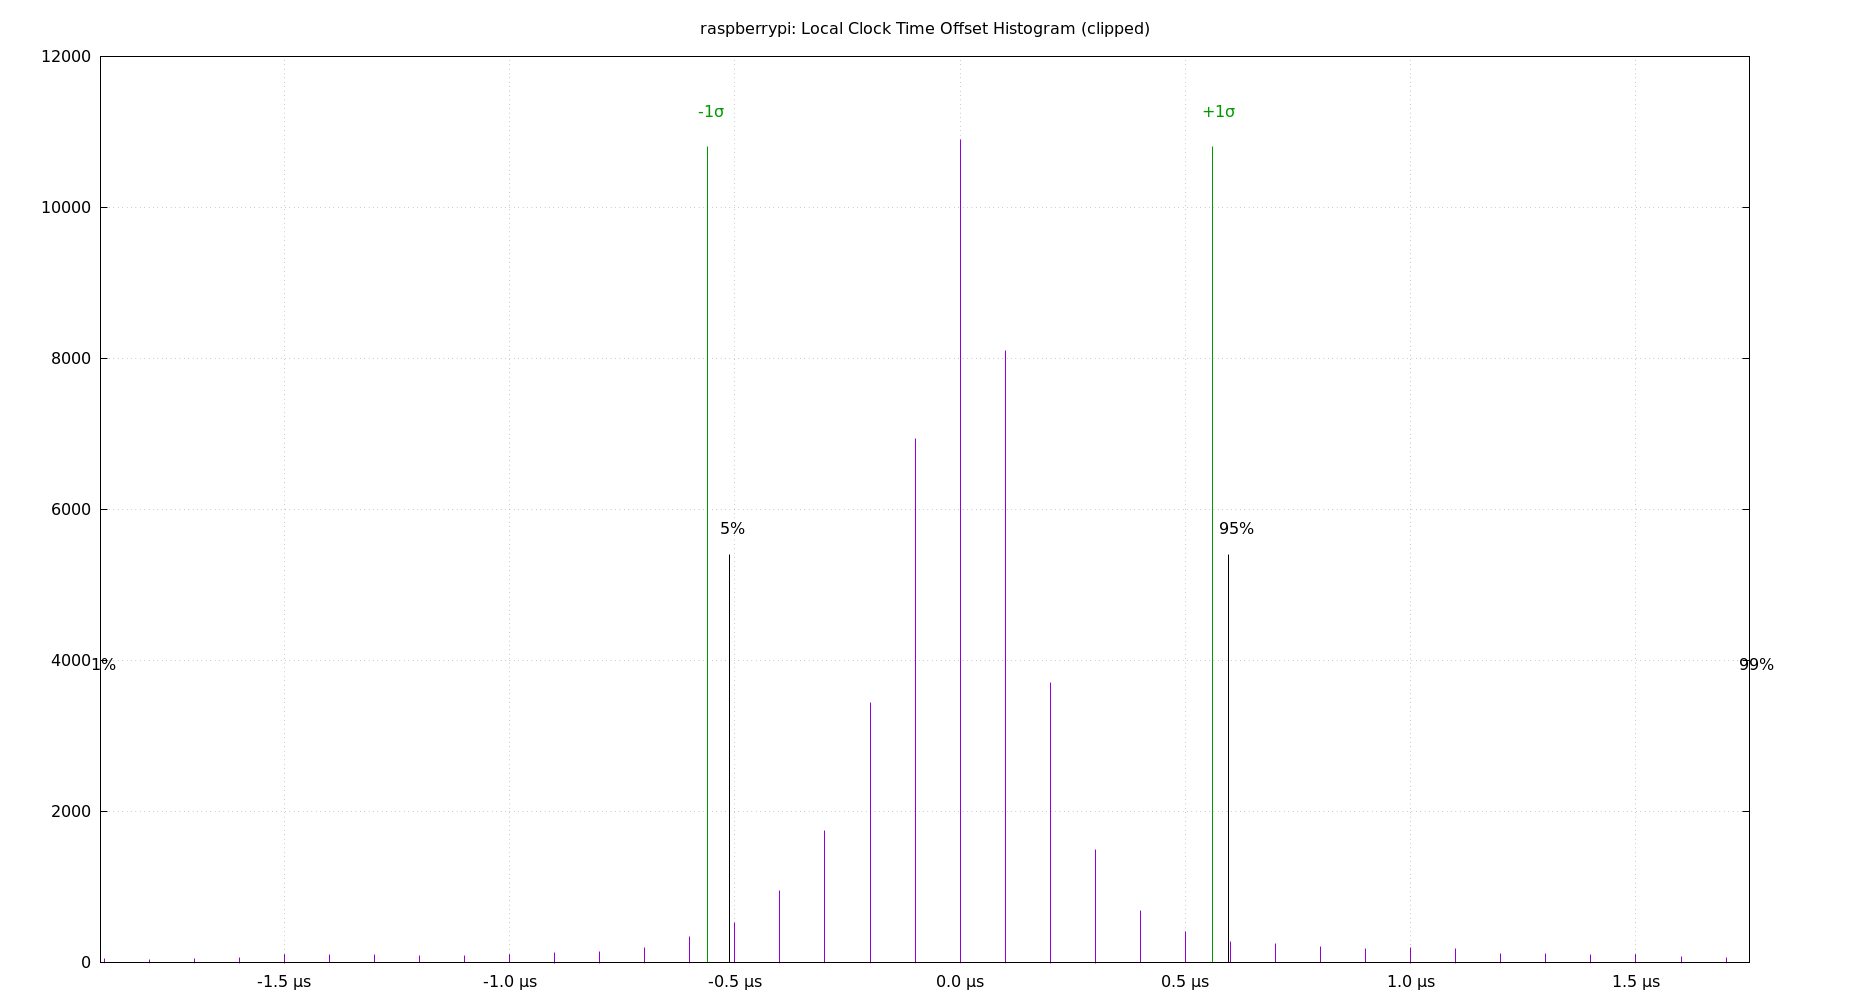 raspberrypi: Local Clock Time Offset Histogram (clipped)
12000
-1σ
+1σ
10000
8000
6000
5%
95%
4000
1%
99%
2000
0
-1.5 μs
-1.0 μs
-0.5 μs
0.0 μs
0.5 μs
1.0 μs
1.5 μs